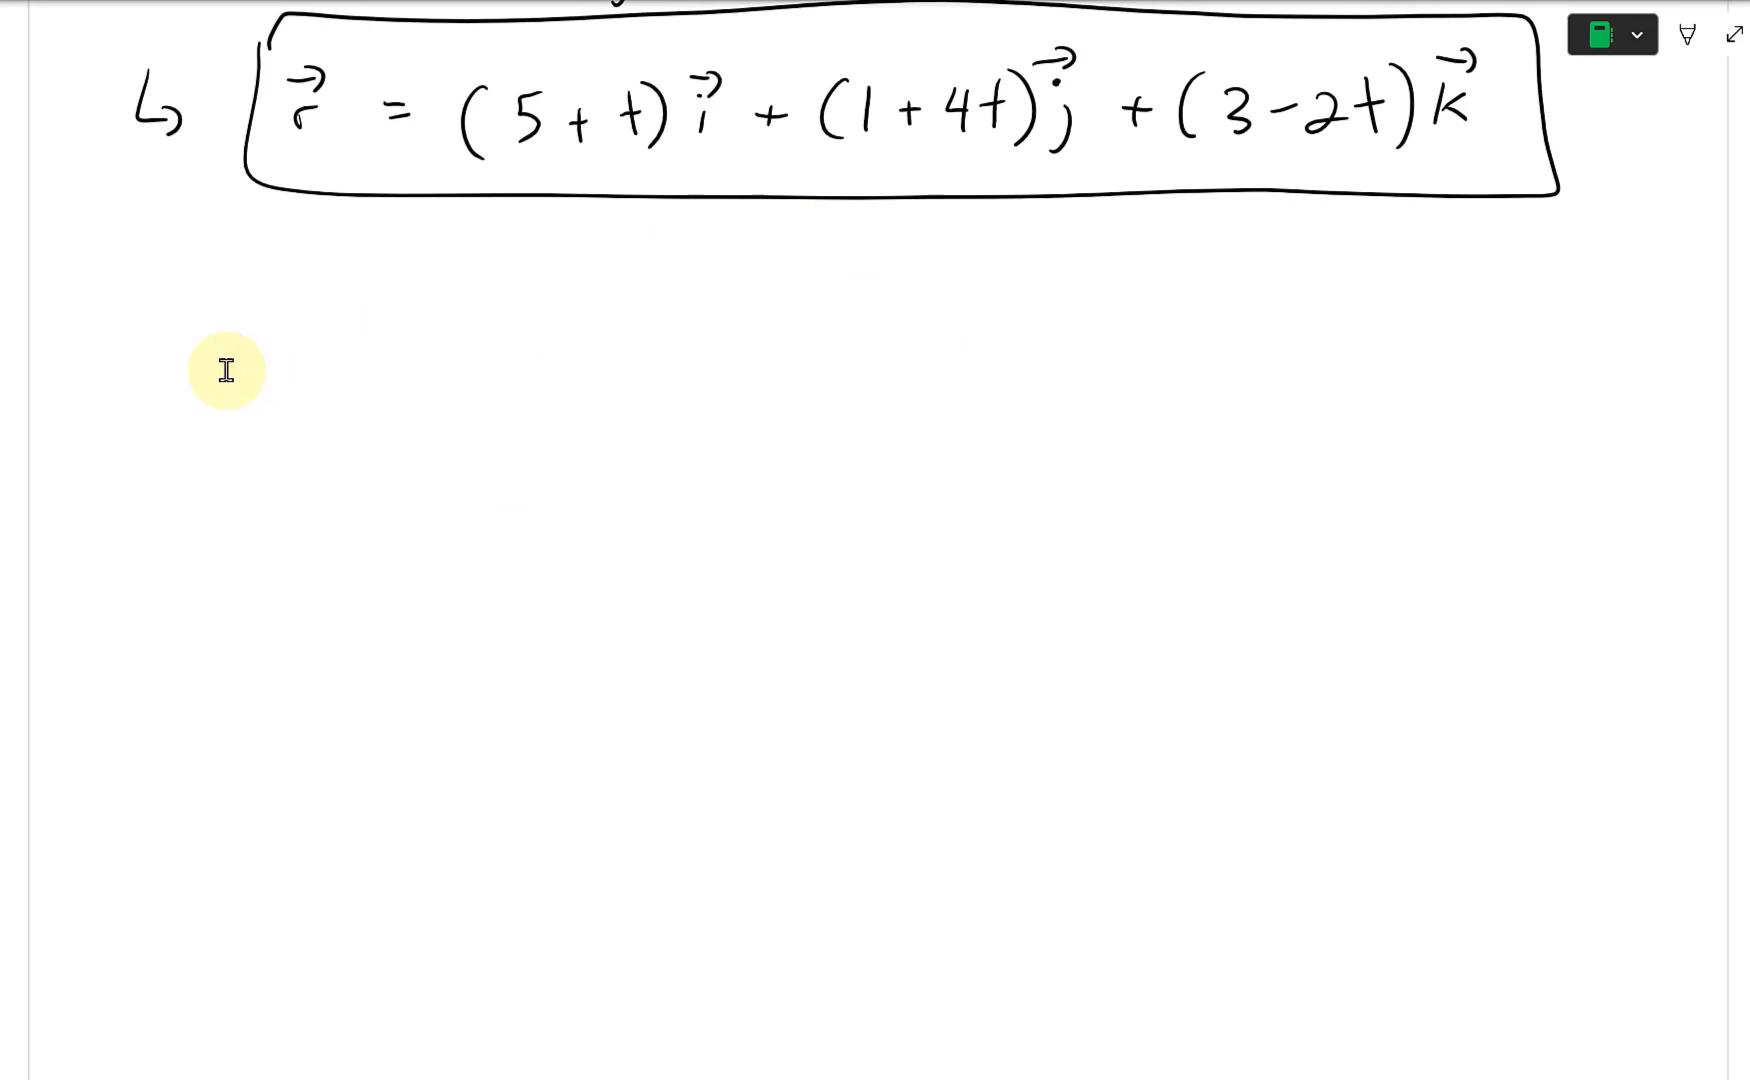 ↳ r⃗ = (5 + t) i⃗ + (1 + 4t) j⃗ + (3 - 2t) k⃗